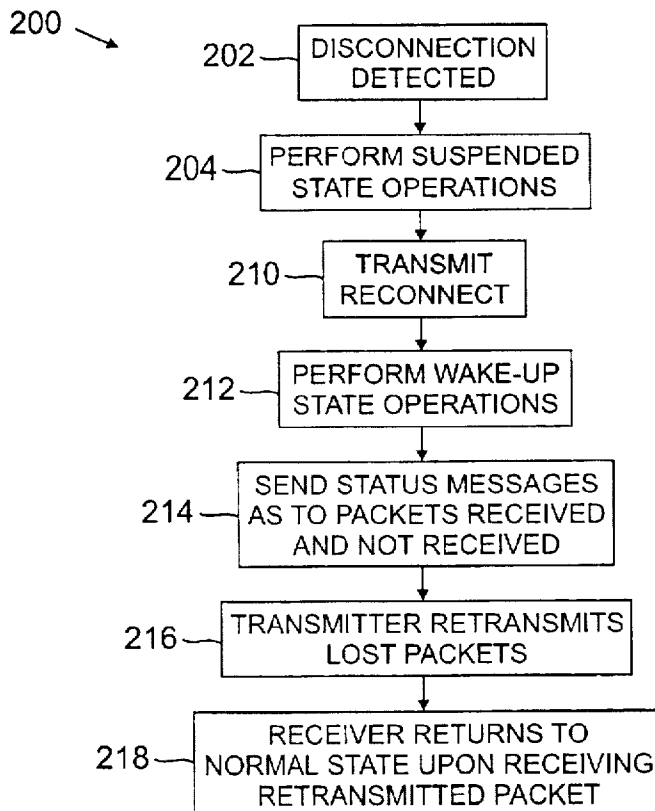 200
202
DISCONNECTION
DETECTED
204
PERFORM SUSPENDED
STATE OPERATIONS
210
TRANSMIT
RECONNECT
212
PERFORM WAKE-UP
STATE OPERATIONS
214
SEND STATUS MESSAGES
AS TO PACKETS RECEIVED
AND NOT RECEIVED
216
TRANSMITTER RETRANSMITS
LOST PACKETS
218
RECEIVER RETURNS TO
NORMAL STATE UPON RECEIVING
RETRANSMITTED PACKET